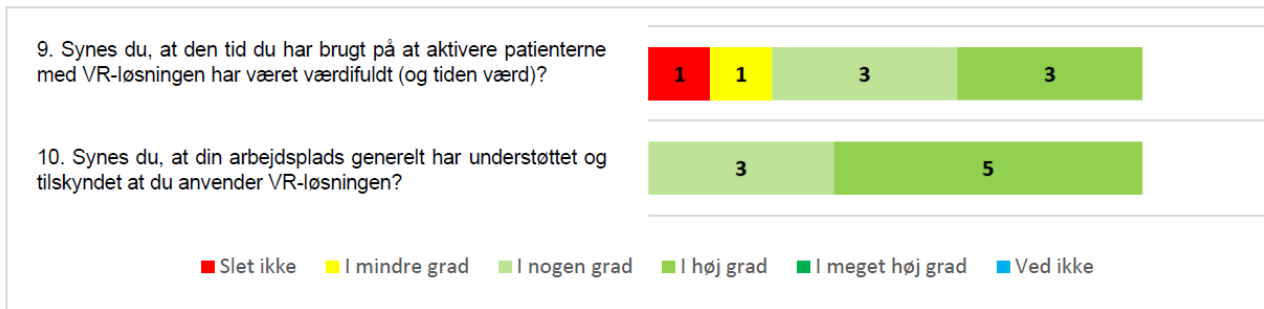 9. Synes du, at den tid du har brugt på at aktivere patienterne
med VR-løsningen har været værdifuldt (og tiden værd)?
1 1 3 3
10. Synes du, at din arbejdsplads generelt har understøttet og
tilskyndet at du anvender VR-løsningen?
3 5
Slet ikke I mindre grad I nogen grad I høj grad I meget høj grad Ved ikke